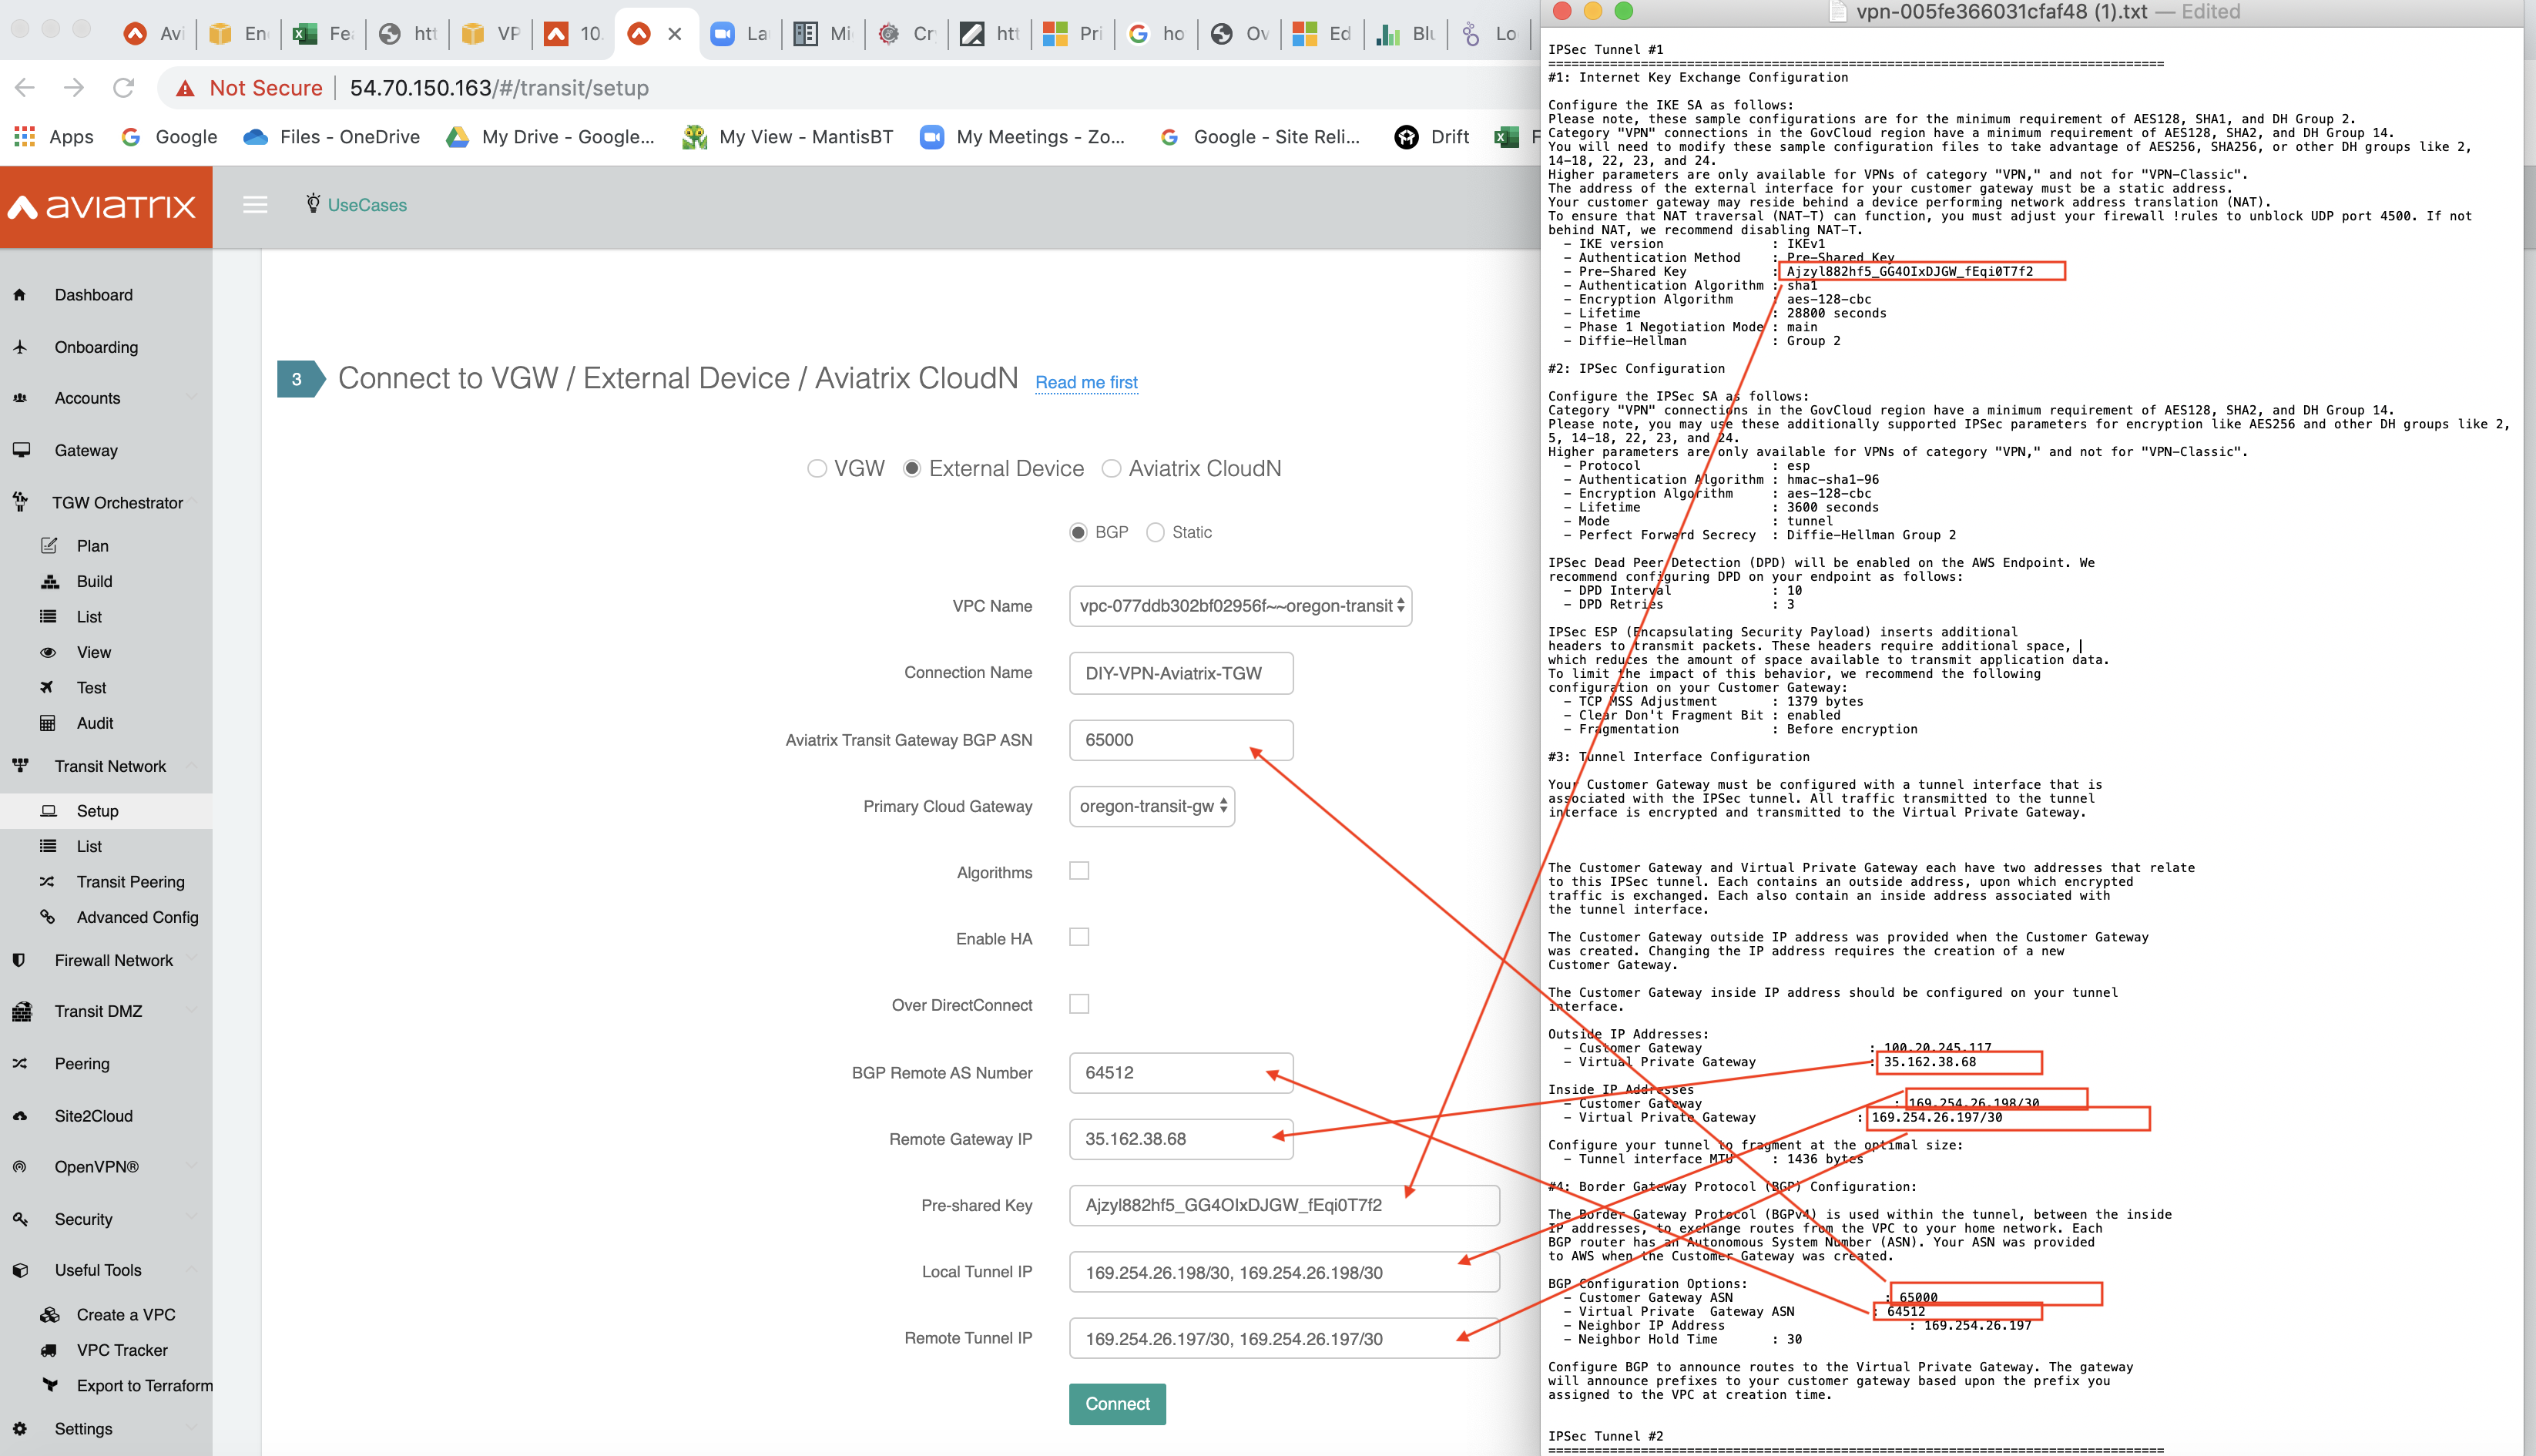 Avi
En
Fe
htt
VP
10.
La
Mi
Cr
htt
Pri
ho
Ov
Ed
Blu
Lo
Not Secure
54.70.150.163/#/transit/setup
Apps
Google
Files - OneDrive
My Drive - Google...
My View - MantisBT
My Meetings - Zo...
Google - Site Reli...
Drift
aviatrix
UseCases
Dashboard
Onboarding
Accounts
Gateway
TGW Orchestrator
Plan
Build
List
View
Test
Audit
Transit Network
Setup
List
Transit Peering
Advanced Config
Firewall Network
Transit DMZ
Peering
Site2Cloud
OpenVPN®
Security
Useful Tools
Create a VPC
VPC Tracker
Export to Terraform
Settings
3 Connect to VGW / External Device / Aviatrix CloudN Read me first
VGW External Device Aviatrix CloudN
BGP Static
VPC Name vpc-077ddb302bf02956f~~oregon-transit
Connection Name DIY-VPN-Aviatrix-TGW
Aviatrix Transit Gateway BGP ASN 65000
Primary Cloud Gateway oregon-transit-gw
Algorithms
Enable HA
Over DirectConnect
BGP Remote AS Number 64512
Remote Gateway IP 35.162.38.68
Pre-shared Key Ajzyl882hf5_GG4OIxDJGW_fEqi0T7f2
Local Tunnel IP 169.254.26.198/30, 169.254.26.198/30
Remote Tunnel IP 169.254.26.197/30, 169.254.26.197/30
Connect
vpn-005fe366031cfaf48 (1).txt — Edited
IPSec Tunnel #1
================================================================================
#1: Internet Key Exchange Configuration
Configure the IKE SA as follows:
Please note, these sample configurations are for the minimum requirement of AES128, SHA1, and DH Group 2.
Category "VPN" connections in the GovCloud region have a minimum requirement of AES128, SHA2, and DH Group 14.
You will need to modify these sample configuration files to take advantage of AES256, SHA256, or other DH groups like 2,
14-18, 22, 23, and 24.
Higher parameters are only available for VPNs of category "VPN," and not for "VPN-Classic".
The address of the external interface for your customer gateway must be a static address.
Your customer gateway may reside behind a device performing network address translation (NAT).
To ensure that NAT traversal (NAT-T) can function, you must adjust your firewall !rules to unblock UDP port 4500. If not
behind NAT, we recommend disabling NAT-T.
- IKE version : IKEv1
- Authentication Method : Pre-Shared Key
- Pre-Shared Key : Ajzyl882hf5_GG4OIxDJGW_fEqi0T7f2
- Authentication Algorithm : sha1
- Encryption Algorithm : aes-128-cbc
- Lifetime : 28800 seconds
- Phase 1 Negotiation Mode : main
- Diffie-Hellman : Group 2
#2: IPSec Configuration
Configure the IPSec SA as follows:
Category "VPN" connections in the GovCloud region have a minimum requirement of AES128, SHA2, and DH Group 14.
Please note, you may use these additionally supported IPSec parameters for encryption like AES256 and other DH groups like 2,
5, 14-18, 22, 23, and 24.
Higher parameters are only available for VPNs of category "VPN," and not for "VPN-Classic".
- Protocol : esp
- Authentication Algorithm : hmac-sha1-96
- Encryption Algorithm : aes-128-cbc
- Lifetime : 3600 seconds
- Mode : tunnel
- Perfect Forward Secrecy : Diffie-Hellman Group 2
IPSec Dead Peer Detection (DPD) will be enabled on the AWS Endpoint. We
recommend configuring DPD on your endpoint as follows:
- DPD Interval : 10
- DPD Retries : 3
IPSec ESP (Encapsulating Security Payload) inserts additional
headers to transmit packets. These headers require additional space,
which reduces the amount of space available to transmit application data.
To limit the impact of this behavior, we recommend the following
configuration on your Customer Gateway:
- TCP MSS Adjustment : 1379 bytes
- Clear Don't Fragment Bit : enabled
- Fragmentation : Before encryption
#3: Tunnel Interface Configuration
Your Customer Gateway must be configured with a tunnel interface that is
associated with the IPSec tunnel. All traffic transmitted to the tunnel
interface is encrypted and transmitted to the Virtual Private Gateway.
The Customer Gateway and Virtual Private Gateway each have two addresses that relate
to this IPSec tunnel. Each contains an outside address, upon which encrypted
traffic is exchanged. Each also contain an inside address associated with
the tunnel interface.
The Customer Gateway outside IP address was provided when the Customer Gateway
was created. Changing the IP address requires the creation of a new
Customer Gateway.
The Customer Gateway inside IP address should be configured on your tunnel
interface.
Outside IP Addresses:
- Customer Gateway : 100.20.245.117
- Virtual Private Gateway : 35.162.38.68
Inside IP Addresses
- Customer Gateway : 169.254.26.198/30
- Virtual Private Gateway : 169.254.26.197/30
Configure your tunnel to fragment at the optimal size:
- Tunnel interface MTU : 1436 bytes
#4: Border Gateway Protocol (BGP) Configuration:
The Border Gateway Protocol (BGPv4) is used within the tunnel, between the inside
IP addresses, to exchange routes from the VPC to your home network. Each
BGP router has an Autonomous System Number (ASN). Your ASN was provided
to AWS when the Customer Gateway was created.
BGP Configuration Options:
- Customer Gateway ASN : 65000
- Virtual Private Gateway ASN : 64512
- Neighbor IP Address : 169.254.26.197
- Neighbor Hold Time : 30
Configure BGP to announce routes to the Virtual Private Gateway. The gateway
will announce prefixes to your customer gateway based upon the prefix you
assigned to the VPC at creation time.
IPSec Tunnel #2
================================================================================